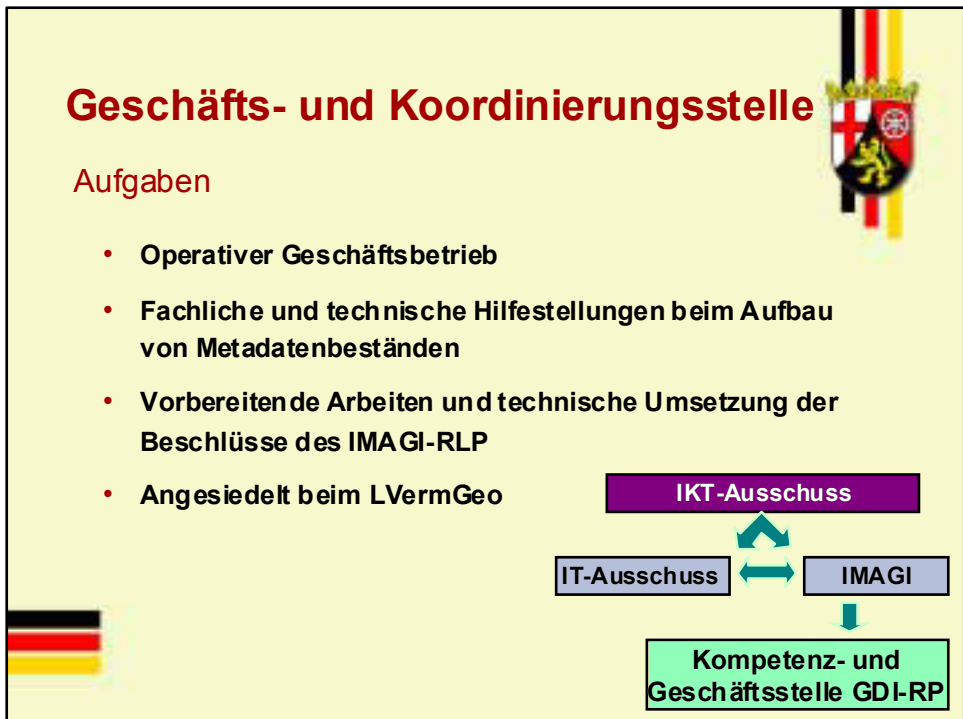 Geschäfts- und Koordinierungsstelle
Aufgaben
• Operativer Geschäftsbetrieb
• Fachliche und technische Hilfestellungen beim Aufbau
von Metadatenbeständen
• Vorbereitende Arbeiten und technische Umsetzung der
Beschlüsse des IMAGI-RLP
• Angesiedelt beim LVermGeo
IKT-Ausschuss
IT-Ausschuss
IMAGI
Kompetenz- und
Geschäftsstelle GDI-RP